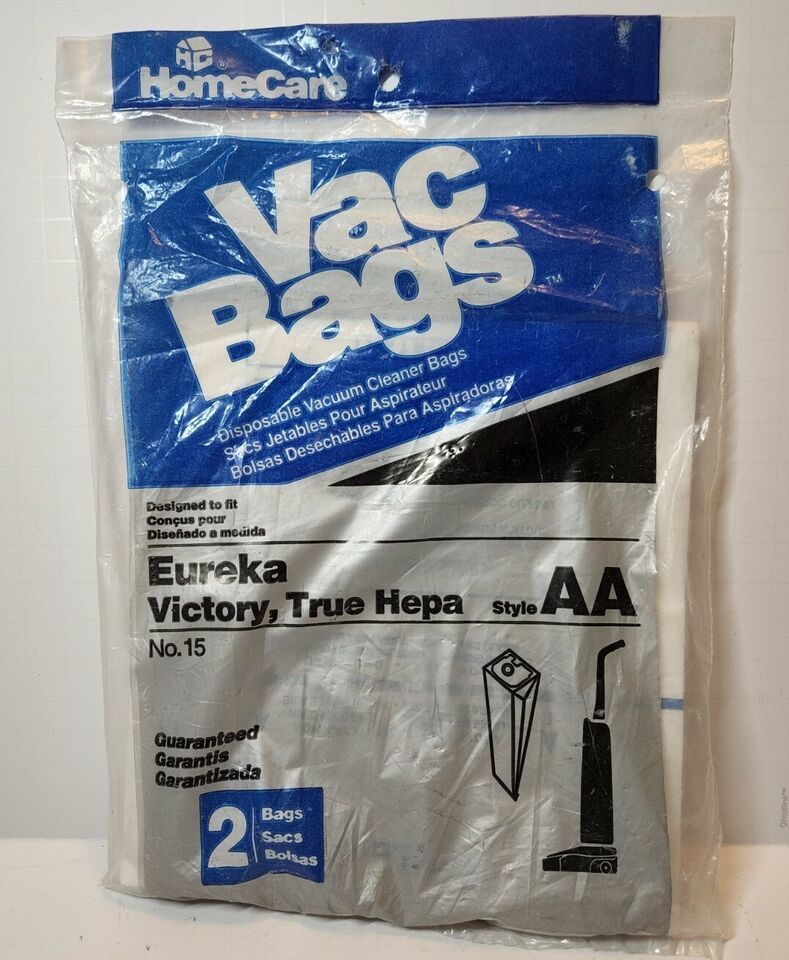 HC®
HomeCare
Vac
Bags™
Disposable Vacuum Cleaner Bags
Sacs Jetables Pour Aspirateur
Bolsas Desechables Para Aspiradoras
Designed to fit
Conçus pour
Diseñado a medida
Eureka
Victory, True Hepa Style AA
No.15
Guaranteed
Garantis
Garantizada
2 Bags
Sacs
Bolsas